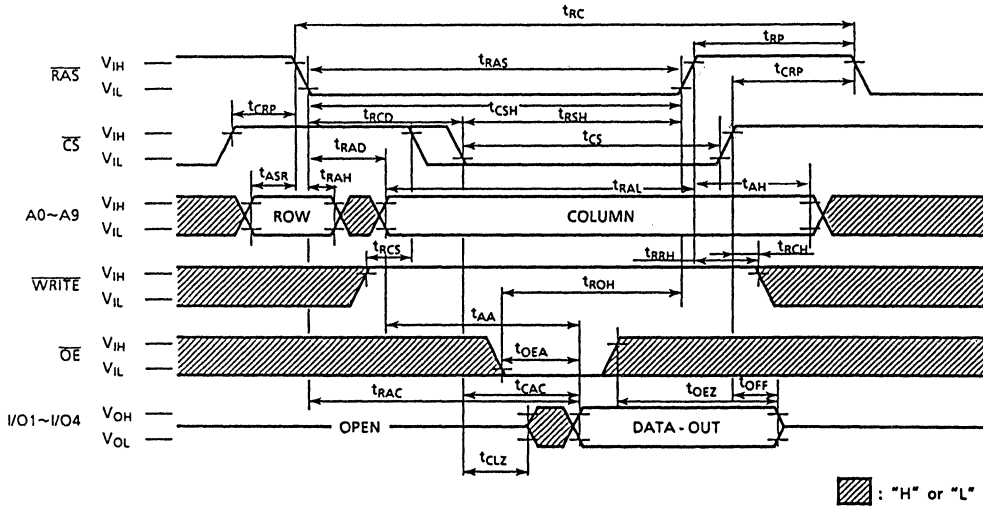 tRC
tRP
RAS
VIH
VIL
tRAS
tCRP
tCRP
tCSH
tRCD
tRSH
CS
VIH
VIL
tCS
tRAD
tASR
tRAH
tRAL
tAH
A0~A9
VIH
VIL
ROW
COLUMN
tRCS
tRRH
tRCH
WRITE
VIH
VIL
tROH
tAA
OE
VIH
VIL
tOEA
tRAC
tCAC
tOEZ
tOFF
I/O1~I/O4
VOH
VOL
OPEN
DATA-OUT
tCLZ
: "H" or "L"